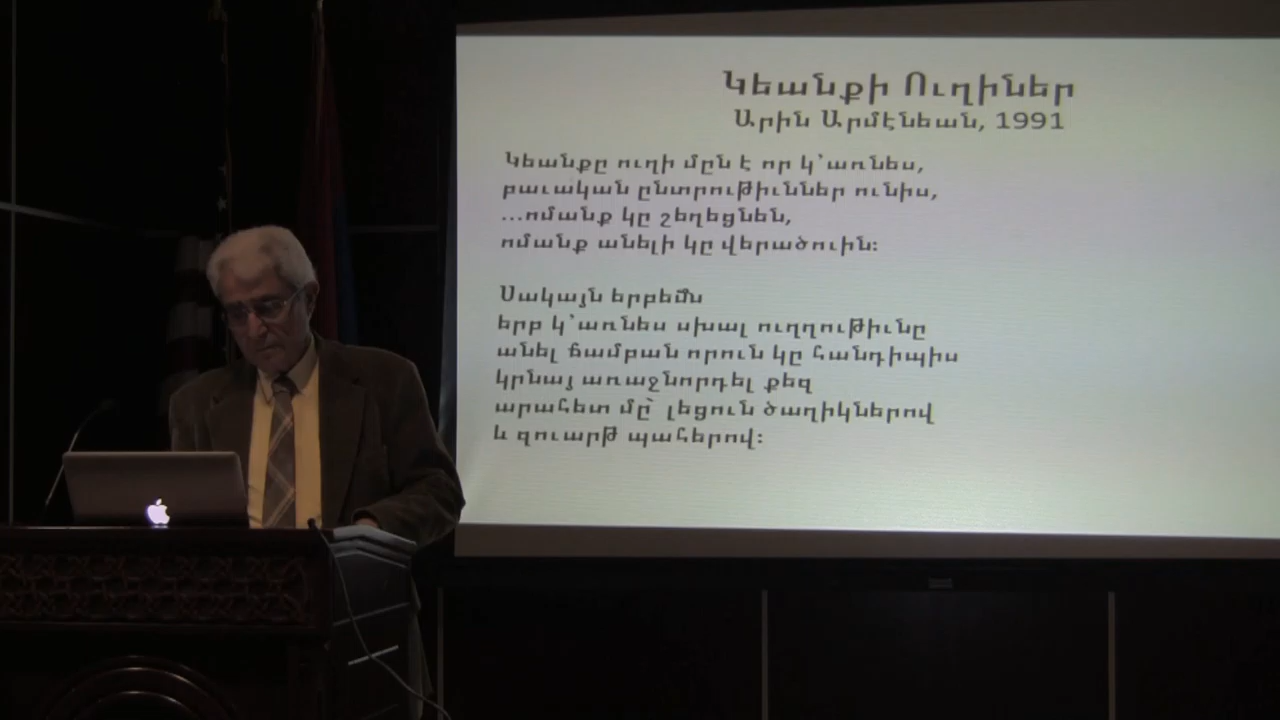 Կեանքի Ուղիներ
Արին Արմէնեան, 1991
Կեանքը ուղի մըն է որ կ՚առնես,
բաւական ընտրութիւններ ունիս,
...ոմանք կը շեղեցնեն,
ոմանք անելի կը վերածուին։
Սակայն երբեմն
երբ կ՚առնես սխալ ուղղութիւնը
անել ճամբան որուն կը հանդիպիս
կրնայ առաջնորդել քեզ
արահետ մը՝ լեցուն ծաղիկներով
և զուարթ պահերով։